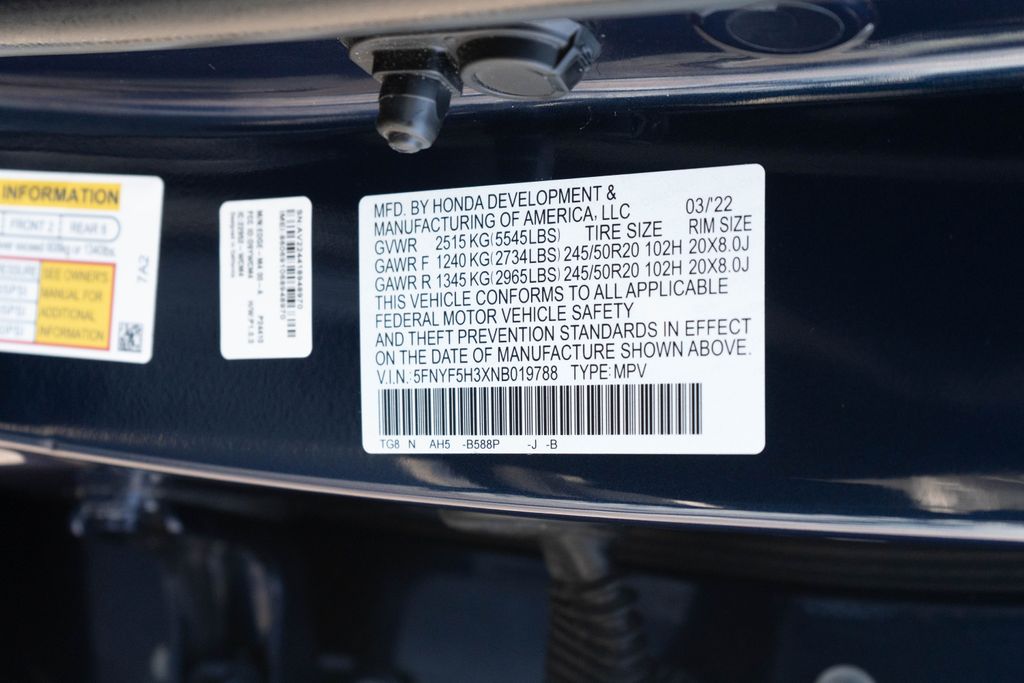 INFORMATION
FRONT 2 REAR 6
SEE OWNER'S
MANUAL FOR
ADDITIONAL
INFORMATION
7A2
MFD. BY HONDA DEVELOPMENT &
MANUFACTURING OF AMERICA, LLC 03/'22
GVWR 2515 KG(5545LBS) TIRE SIZE RIM SIZE
GAWR F 1240 KG(2734LBS) 245/50R20 102H 20X8.0J
GAWR R 1345 KG(2965LBS) 245/50R20 102H 20X8.0J
THIS VEHICLE CONFORMS TO ALL APPLICABLE
FEDERAL MOTOR VEHICLE SAFETY
AND THEFT PREVENTION STANDARDS IN EFFECT
ON THE DATE OF MANUFACTURE SHOWN ABOVE.
V.I.N.:5FNYF5H3XNB019788 TYPE:MPV
TG8 N AH5 -B588P -J -B